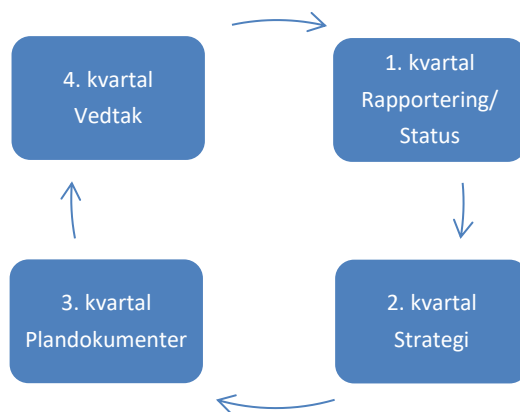 4. kvartal
Vedtak
1. kvartal
Rapportering/
Status
3. kvartal
Plandokumenter
2. kvartal
Strategi